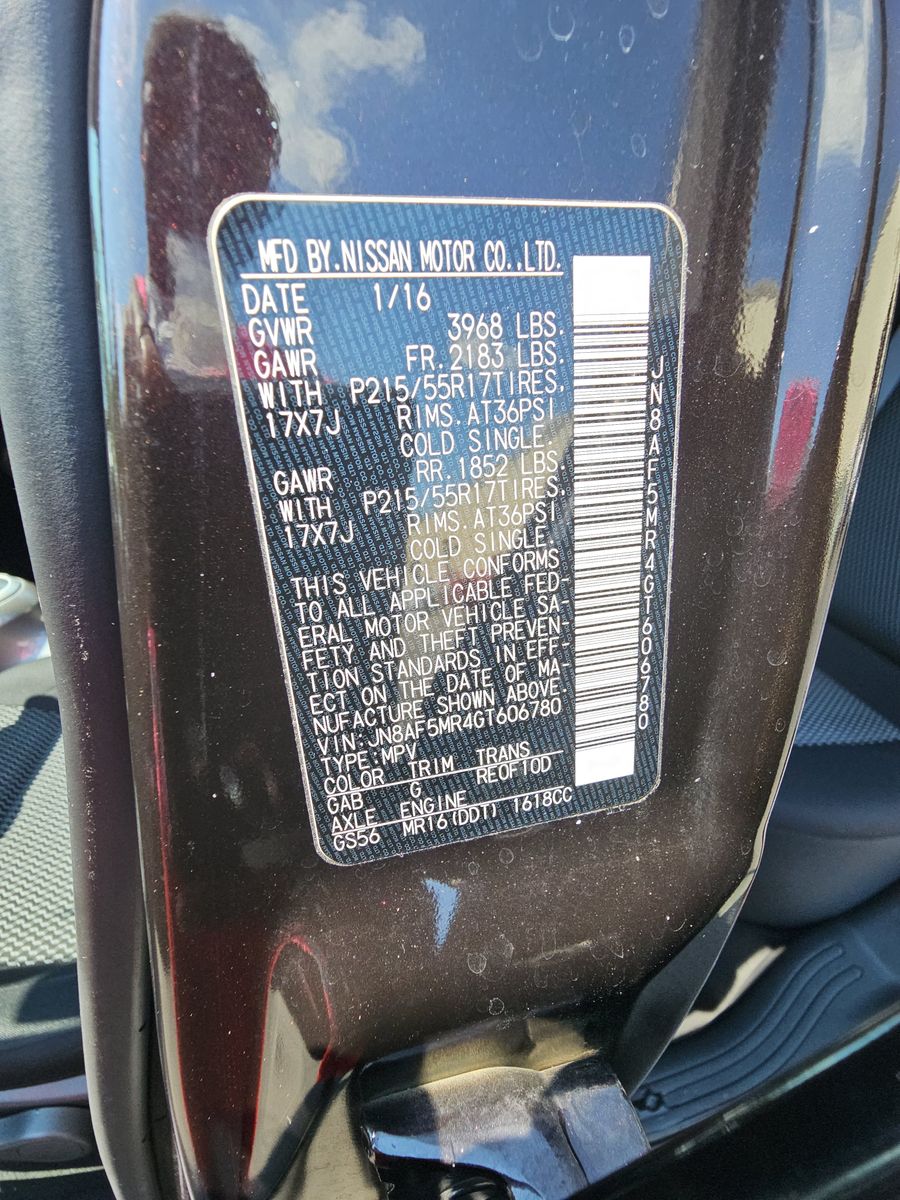 MFD BY.NISSAN MOTOR CO.,LTD.
DATE 1/16
GVWR 3968 LBS.
GAWR FR.2183 LBS.
WITH P215/55R17TIRES.
17X7J RIMS.AT36PSI
COLD SINGLE.
GAWR RR.1852 LBS.
WITH P215/55R17TIRES.
17X7J RIMS.AT36PSI
COLD SINGLE.
THIS VEHICLE CONFORMS
TO ALL APPLICABLE FED-
ERAL MOTOR VEHICLE SA-
FETY AND THEFT PREVEN-
TION STANDARDS IN EFF-
ECT ON THE DATE OF MA-
NUFACTURE SHOWN ABOVE.
VIN:JN8AF5MR4GT606780
TYPE:MPV
COLOR TRIM TRANS
GAB G RE0F10D
AXLE ENGINE
GS56 MR16(DDT) 1618CC
JN8AF5MR4GT606780